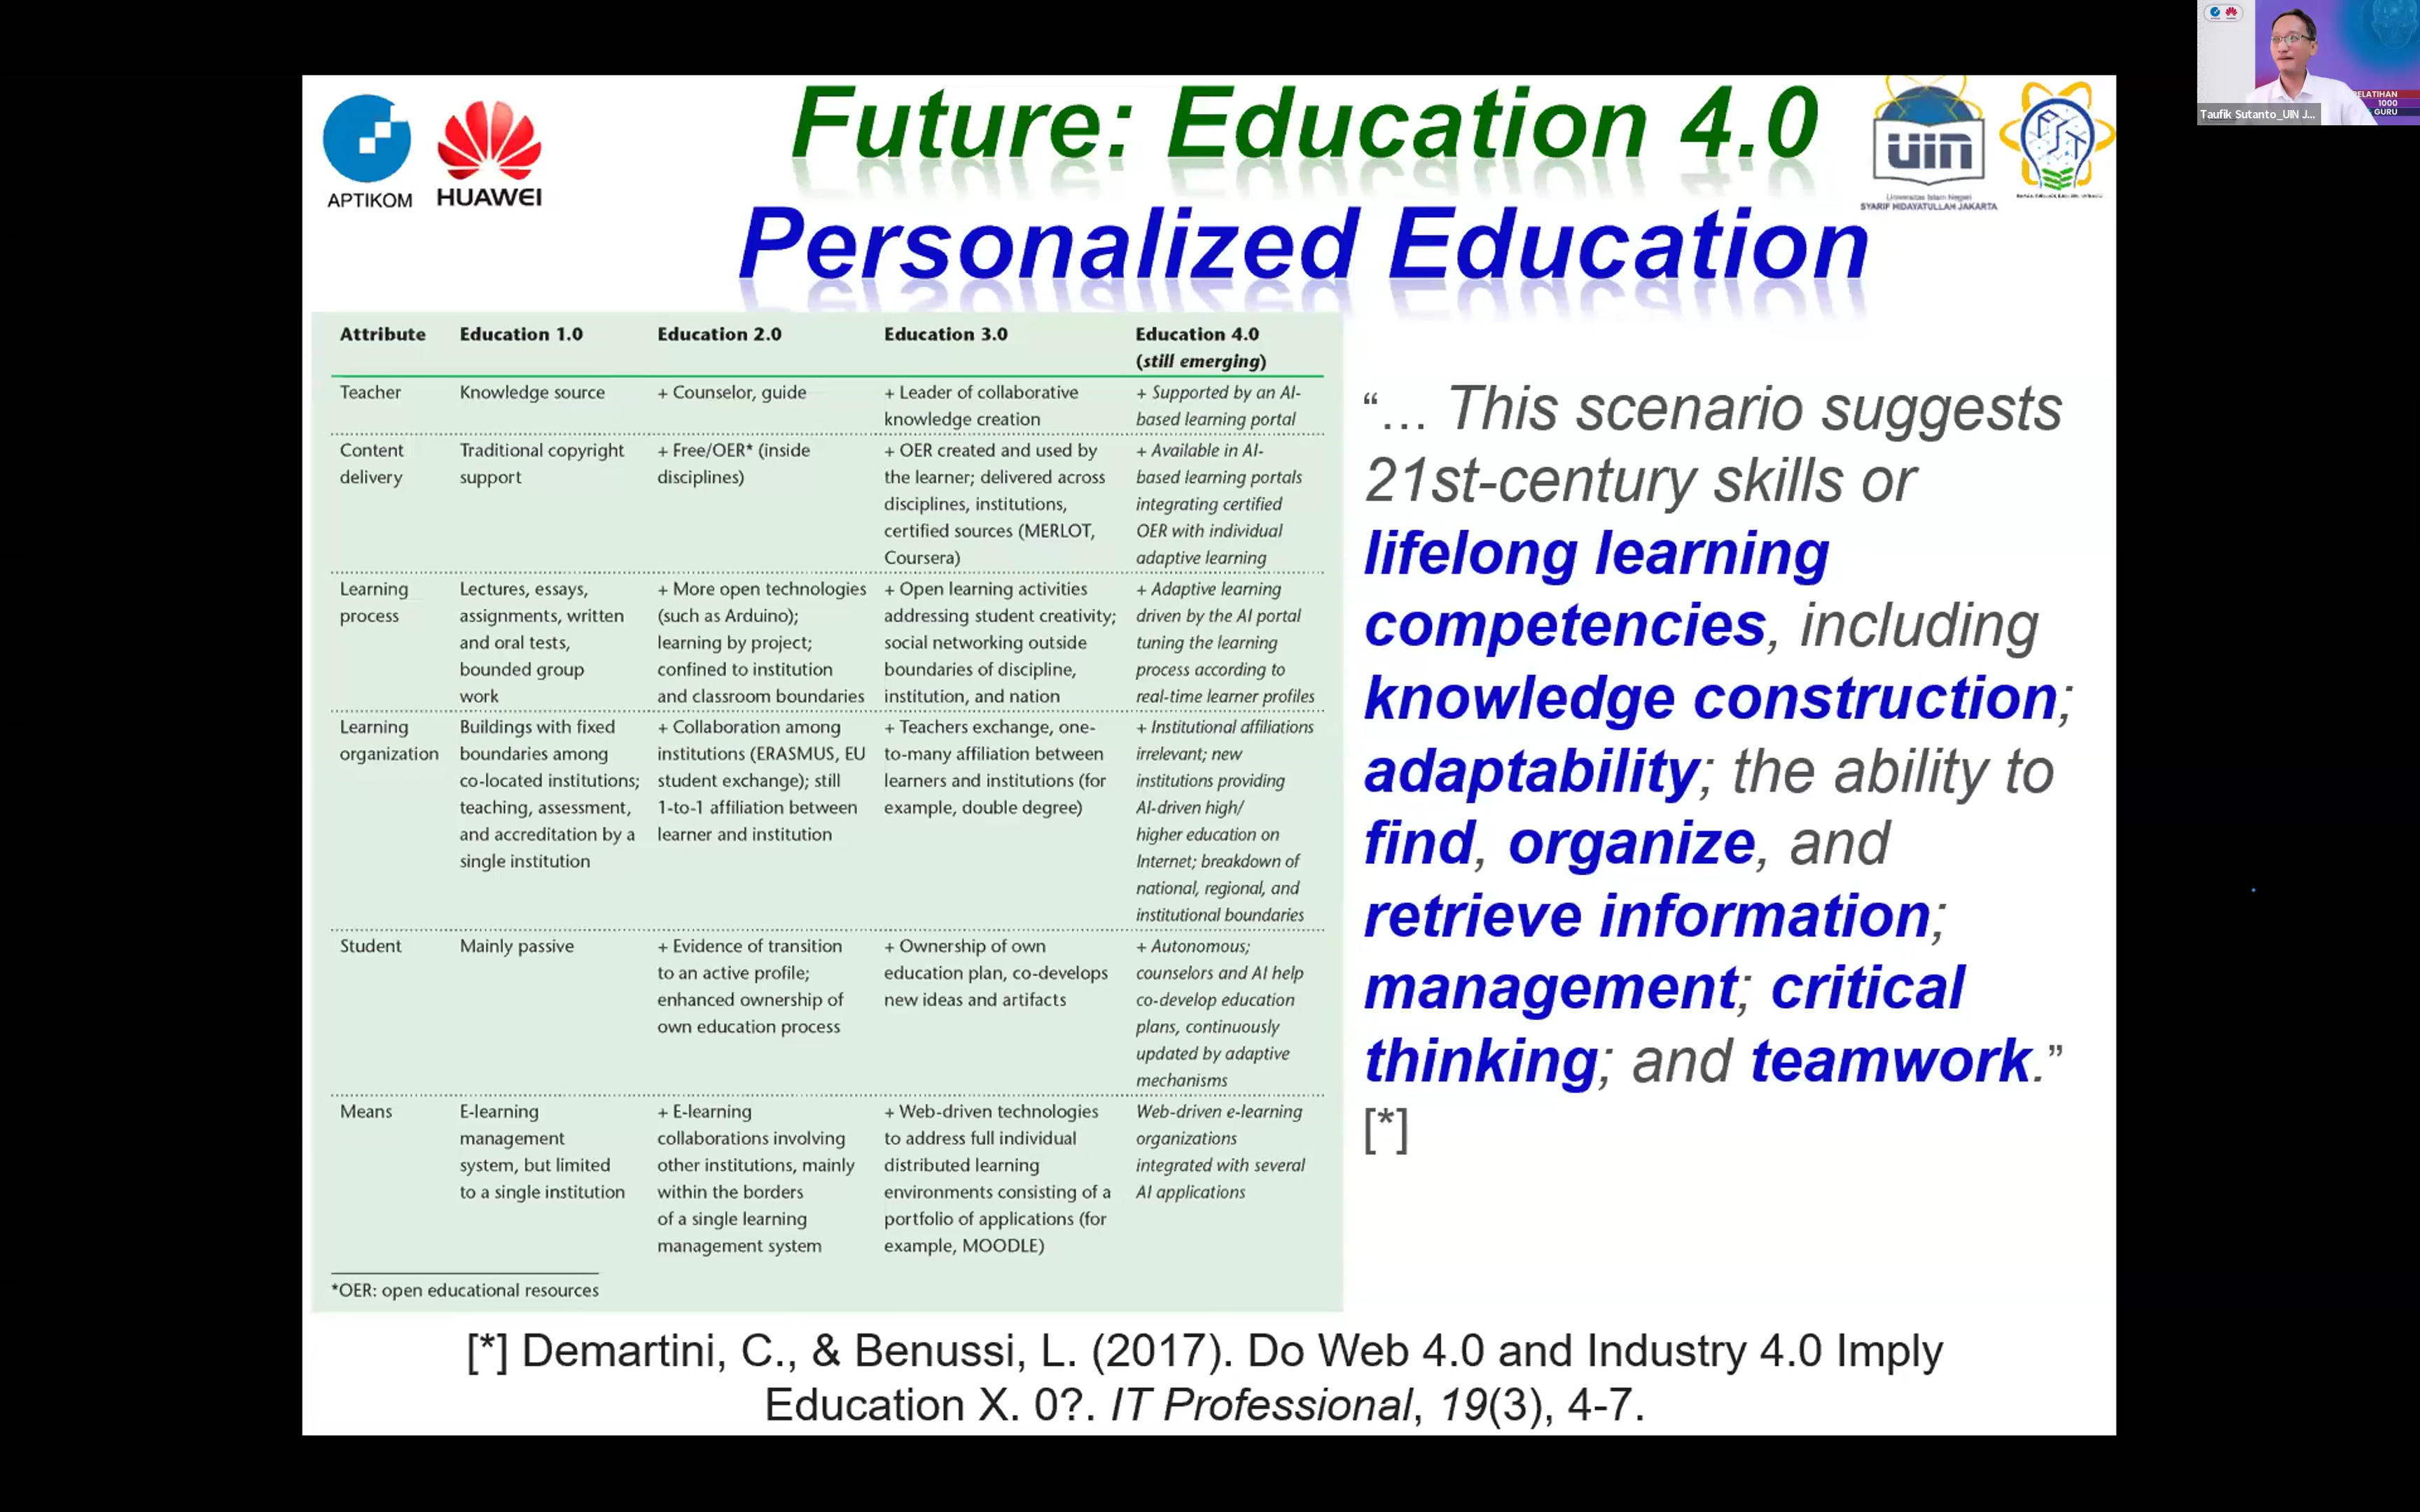 APTIKOM
HUAWEI
Future: Education 4.0
Personalized Education
uin
Universitas Islam Negeri
SYARIF HIDAYATULLAH JAKARTA
ELATIHAN
1000
GURU
Taufik Sutanto_UIN J...
Attribute Education 1.0 Education 2.0 Education 3.0 Education 4.0
(still emerging)
Teacher Knowledge source + Counselor, guide + Leader of collaborative + Supported by an AI-
knowledge creation based learning portal
Content Traditional copyright + Free/OER* (inside + OER created and used by + Available in AI-
delivery support disciplines) the learner; delivered across based learning portals
disciplines, institutions, integrating certified
certified sources (MERLOT, OER with individual
Coursera) adaptive learning
Learning Lectures, essays, + More open technologies + Open learning activities + Adaptive learning
process assignments, written (such as Arduino); addressing student creativity; driven by the AI portal
and oral tests, learning by project; social networking outside tuning the learning
bounded group confined to institution boundaries of discipline, process according to
work and classroom boundaries institution, and nation real-time learner profiles
Learning Buildings with fixed + Collaboration among + Teachers exchange, one- + Institutional affiliations
organization boundaries among institutions (ERASMUS, EU to-many affiliation between irrelevant; new
co-located institutions; student exchange); still learners and institutions (for institutions providing
teaching, assessment, 1-to-1 affiliation between example, double degree) AI-driven high/
and accreditation by a learner and institution higher education on
single institution Internet; breakdown of
national, regional, and
institutional boundaries
Student Mainly passive + Evidence of transition + Ownership of own + Autonomous;
to an active profile; education plan, co-develops counselors and AI help
enhanced ownership of new ideas and artifacts co-develop education
own education process plans, continuously
updated by adaptive
mechanisms
Means E-learning + E-learning + Web-driven technologies Web-driven e-learning
management collaborations involving to address full individual organizations
system, but limited other institutions, mainly distributed learning integrated with several
to a single institution within the borders environments consisting of a AI applications
of a single learning portfolio of applications (for
management system example, MOODLE)
*OER: open educational resources
“... This scenario suggests
21st-century skills or
lifelong learning
competencies, including
knowledge construction;
adaptability; the ability to
find, organize, and
retrieve information;
management; critical
thinking; and teamwork.”
[*]
[*] Demartini, C., & Benussi, L. (2017). Do Web 4.0 and Industry 4.0 Imply
Education X. 0?. IT Professional, 19(3), 4-7.